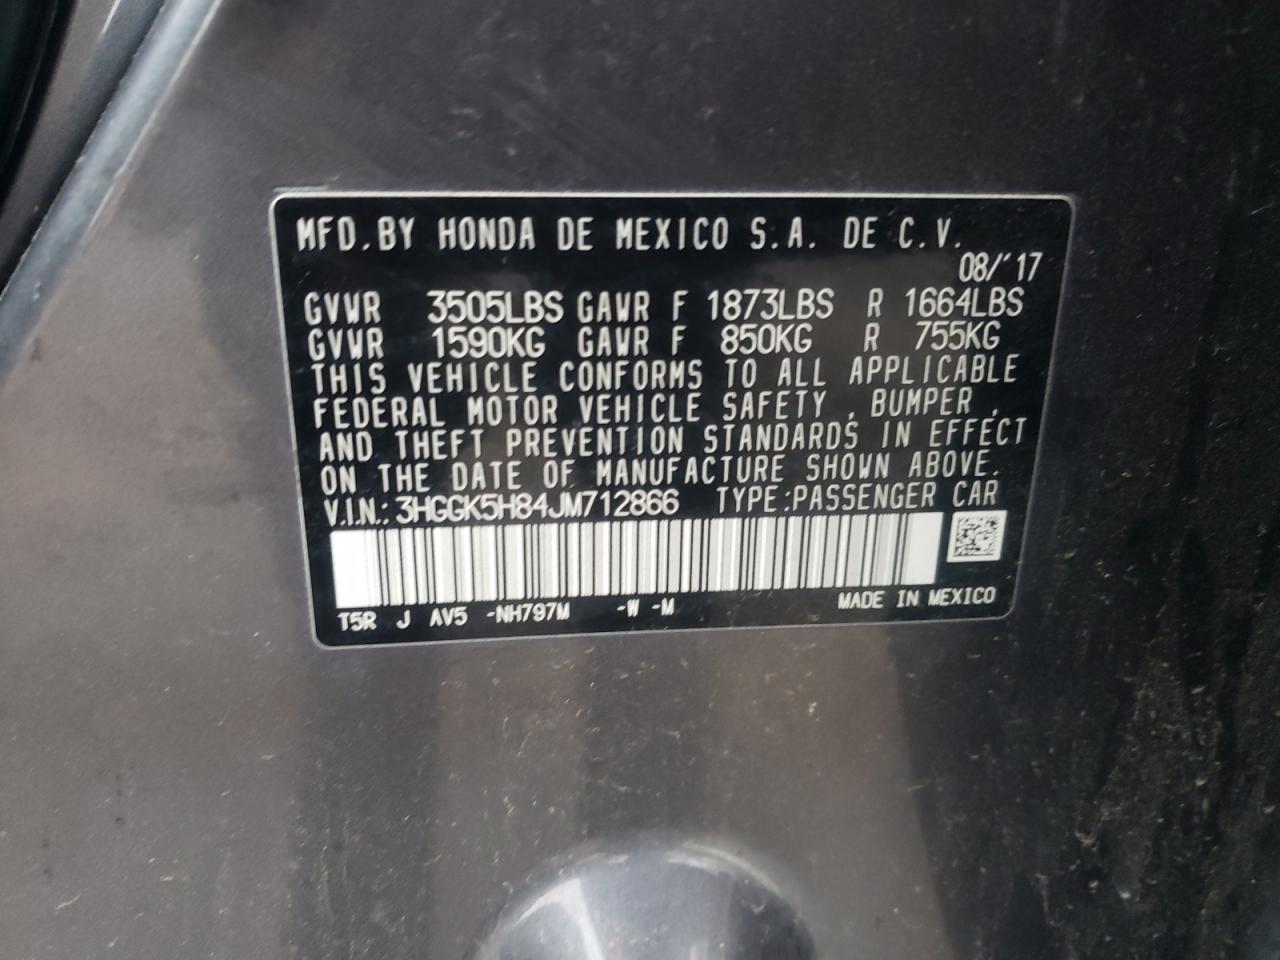 MFD.BY HONDA DE MEXICO S.A. DE C.V.
08/'17
GVWR 3505LBS GAWR F 1873LBS R 1664LBS
GVWR 1590KG GAWR F 850KG R 755KG
THIS VEHICLE CONFORMS TO ALL APPLICABLE
FEDERAL MOTOR VEHICLE SAFETY , BUMPER ,
AND THEFT PREVENTION STANDARDS IN EFFECT
ON THE DATE OF MANUFACTURE SHOWN ABOVE.
V.I.N.: 3HGGK5H84JM712866 TYPE:PASSENGER CAR
T5R J AV5 -NH797M -W -M MADE IN MEXICO